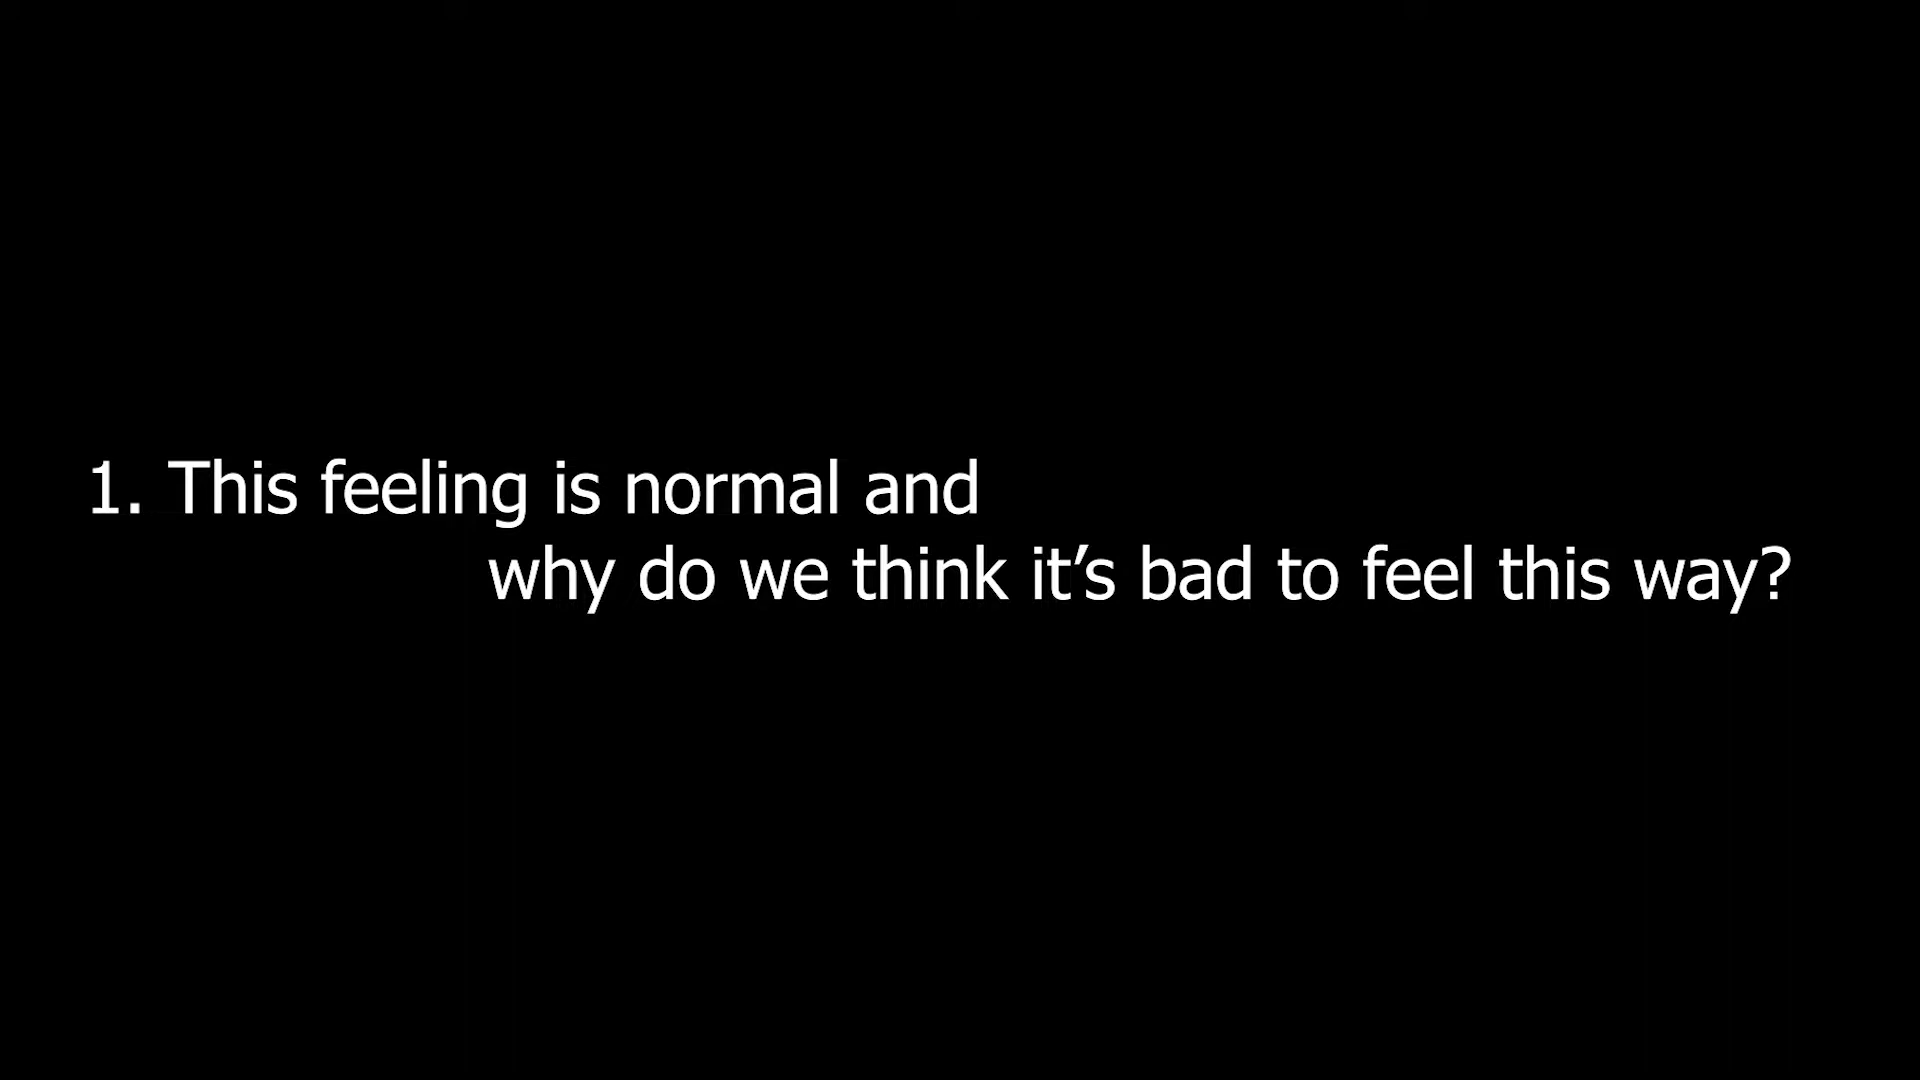 1. This feeling is normal and
why do we think it’s bad to feel this way?